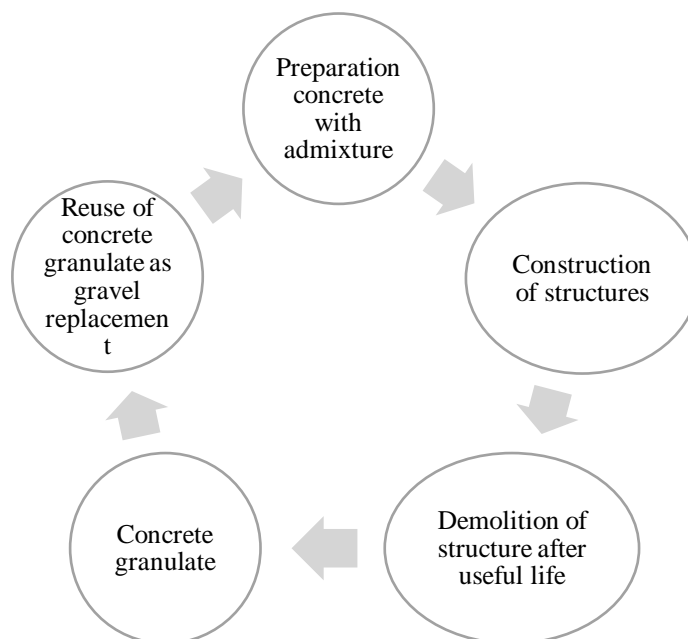 Preparation
concrete
with
admixture
Construction
of structures
Demolition of
structure after
useful life
Concrete
granulate
Reuse of
concrete
granulate as
gravel
replacemen
t